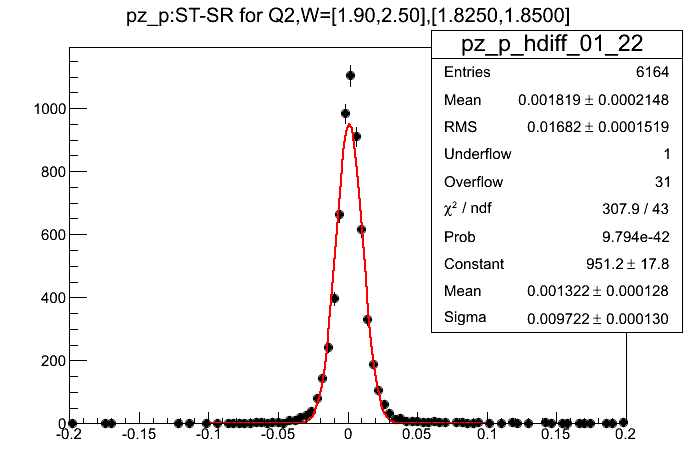 pz_p:ST-SR for Q2,W=[1.90,2.50],[1.8250,1.8500]
pz_p_hdiff_01_22
Entries 6164
Mean 0.001819 ± 0.0002148
RMS 0.01682 ± 0.0001519
Underflow 1
Overflow 31
χ² / ndf 307.9 / 43
Prob 9.794e-42
Constant 951.2 ± 17.8
Mean 0.001322 ± 0.000128
Sigma 0.009722 ± 0.000130
1000
800
600
400
200
0
-0.2 -0.15 -0.1 -0.05 0 0.05 0.1 0.15 0.2